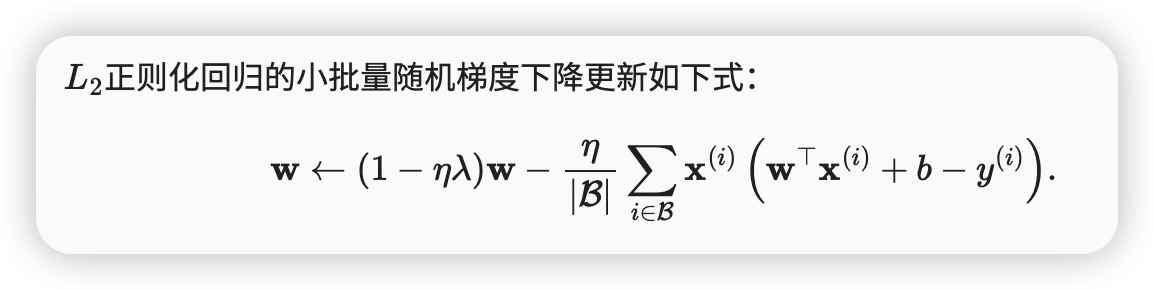 L₂正则化回归的小批量随机梯度下降更新如下式：
$\mathbf{w} \leftarrow (1 - \eta\lambda)\mathbf{w} - \frac{\eta}{|\mathcal{B}|} \sum_{i \in \mathcal{B}} \mathbf{x}^{(i)} \left(\mathbf{w}^\top \mathbf{x}^{(i)} + b - y^{(i)}\right).$